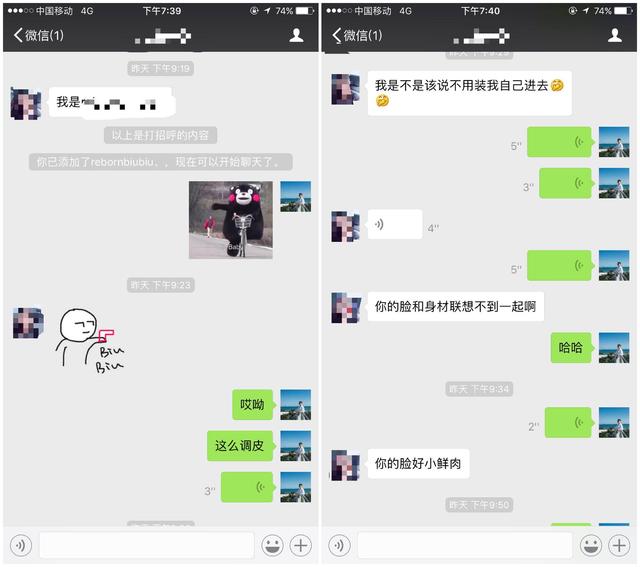 中国移动 4G 下午7:39 74%
微信(1)
昨天 下午9:19
我是
以上是打招呼的内容
你已添加了rebornbiubiu、，现在可以开始聊天了。
Baby
昨天 下午9:23
Biu
Biu
哎呦
这么调皮
3"
中国移动 4G 下午7:40 74%
微信(1)
我是不是该说不用装我自己进去
5"
3"
4"
5"
你的脸和身材联想不到一起啊
哈哈
昨天 下午9:34
2"
你的脸好小鲜肉
昨天 下午9:50